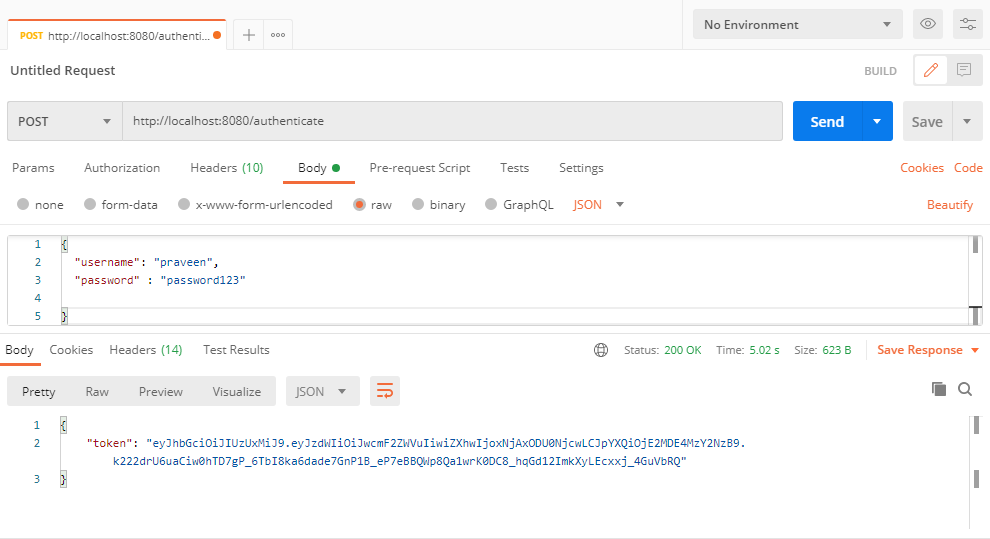 POST http://localhost:8080/authenti...
No Environment
Untitled Request
BUILD
POST http://localhost:8080/authenticate
Send
Save
Params Authorization Headers (10) Body Pre-request Script Tests Settings Cookies Code
none form-data x-www-form-urlencoded raw binary GraphQL JSON Beautify
1 {
2 "username": "praveen",
3 "password" : "password123"
4
5 }
Body Cookies Headers (14) Test Results Status: 200 OK Time: 5.02 s Size: 623 B Save Response
Pretty Raw Preview Visualize JSON
1 {
2 "token": "eyJhbGciOiJIUzUxMiJ9.eyJzdWIiOiJwcmF2ZWVuIiwiZXhwIjoxNjAxODU0NjcwLCJpYXQiOjE2MDE4MzY2NzB9.
k222drU6uaCiw0hTD7gP_6TbI8ka6dade7GnP1B_eP7eBBQWp8Qa1wrK0DC8_hqGd12ImkXyLEcxxj_4GuVbRQ"
3 }